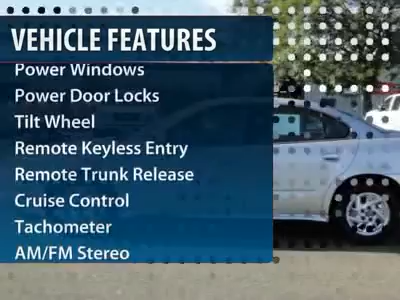 VEHICLE FEATURES
Power Windows
Power Door Locks
Tilt Wheel
Remote Keyless Entry
Remote Trunk Release
Cruise Control
Tachometer
AM/FM Stereo